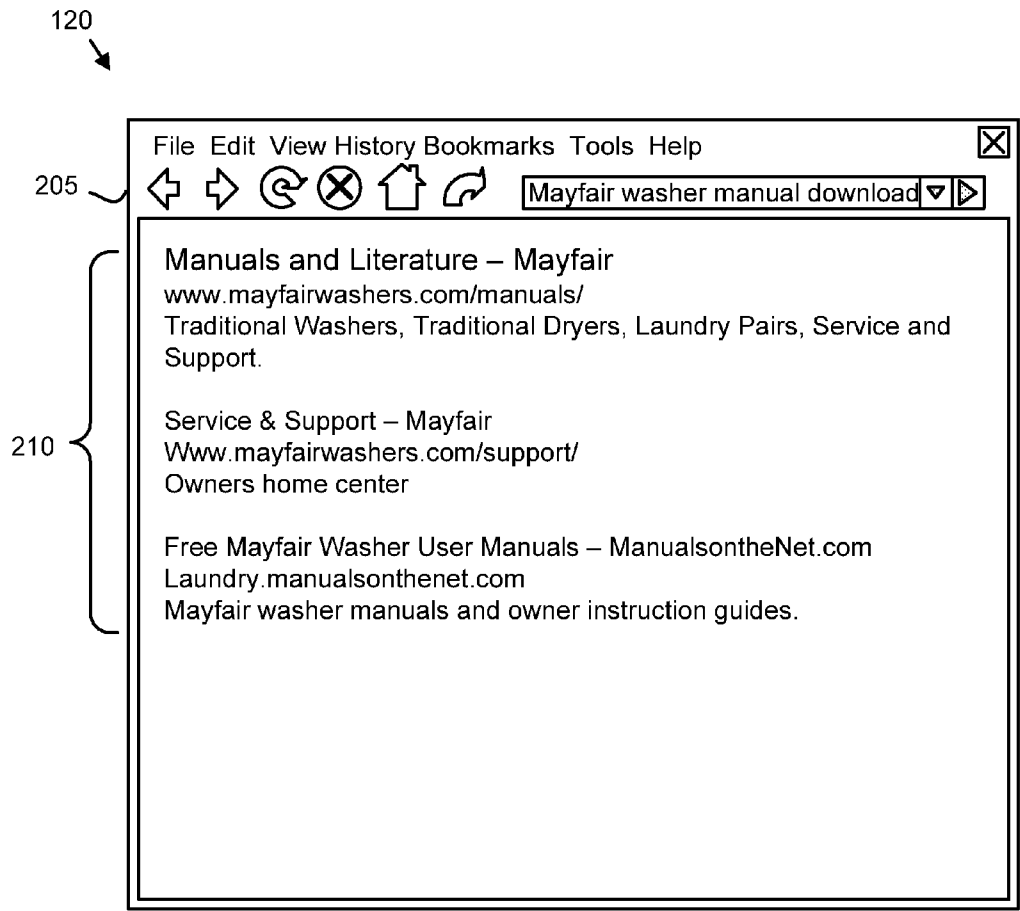 120
File Edit View History Bookmarks Tools Help
205
Mayfair washer manual download
Manuals and Literature – Mayfair
www.mayfairwashers.com/manuals/
Traditional Washers, Traditional Dryers, Laundry Pairs, Service and
Support.
Service & Support – Mayfair
210
Www.mayfairwashers.com/support/
Owners home center
Free Mayfair Washer User Manuals – ManualsontheNet.com
Laundry.manualsonthenet.com
Mayfair washer manuals and owner instruction guides.